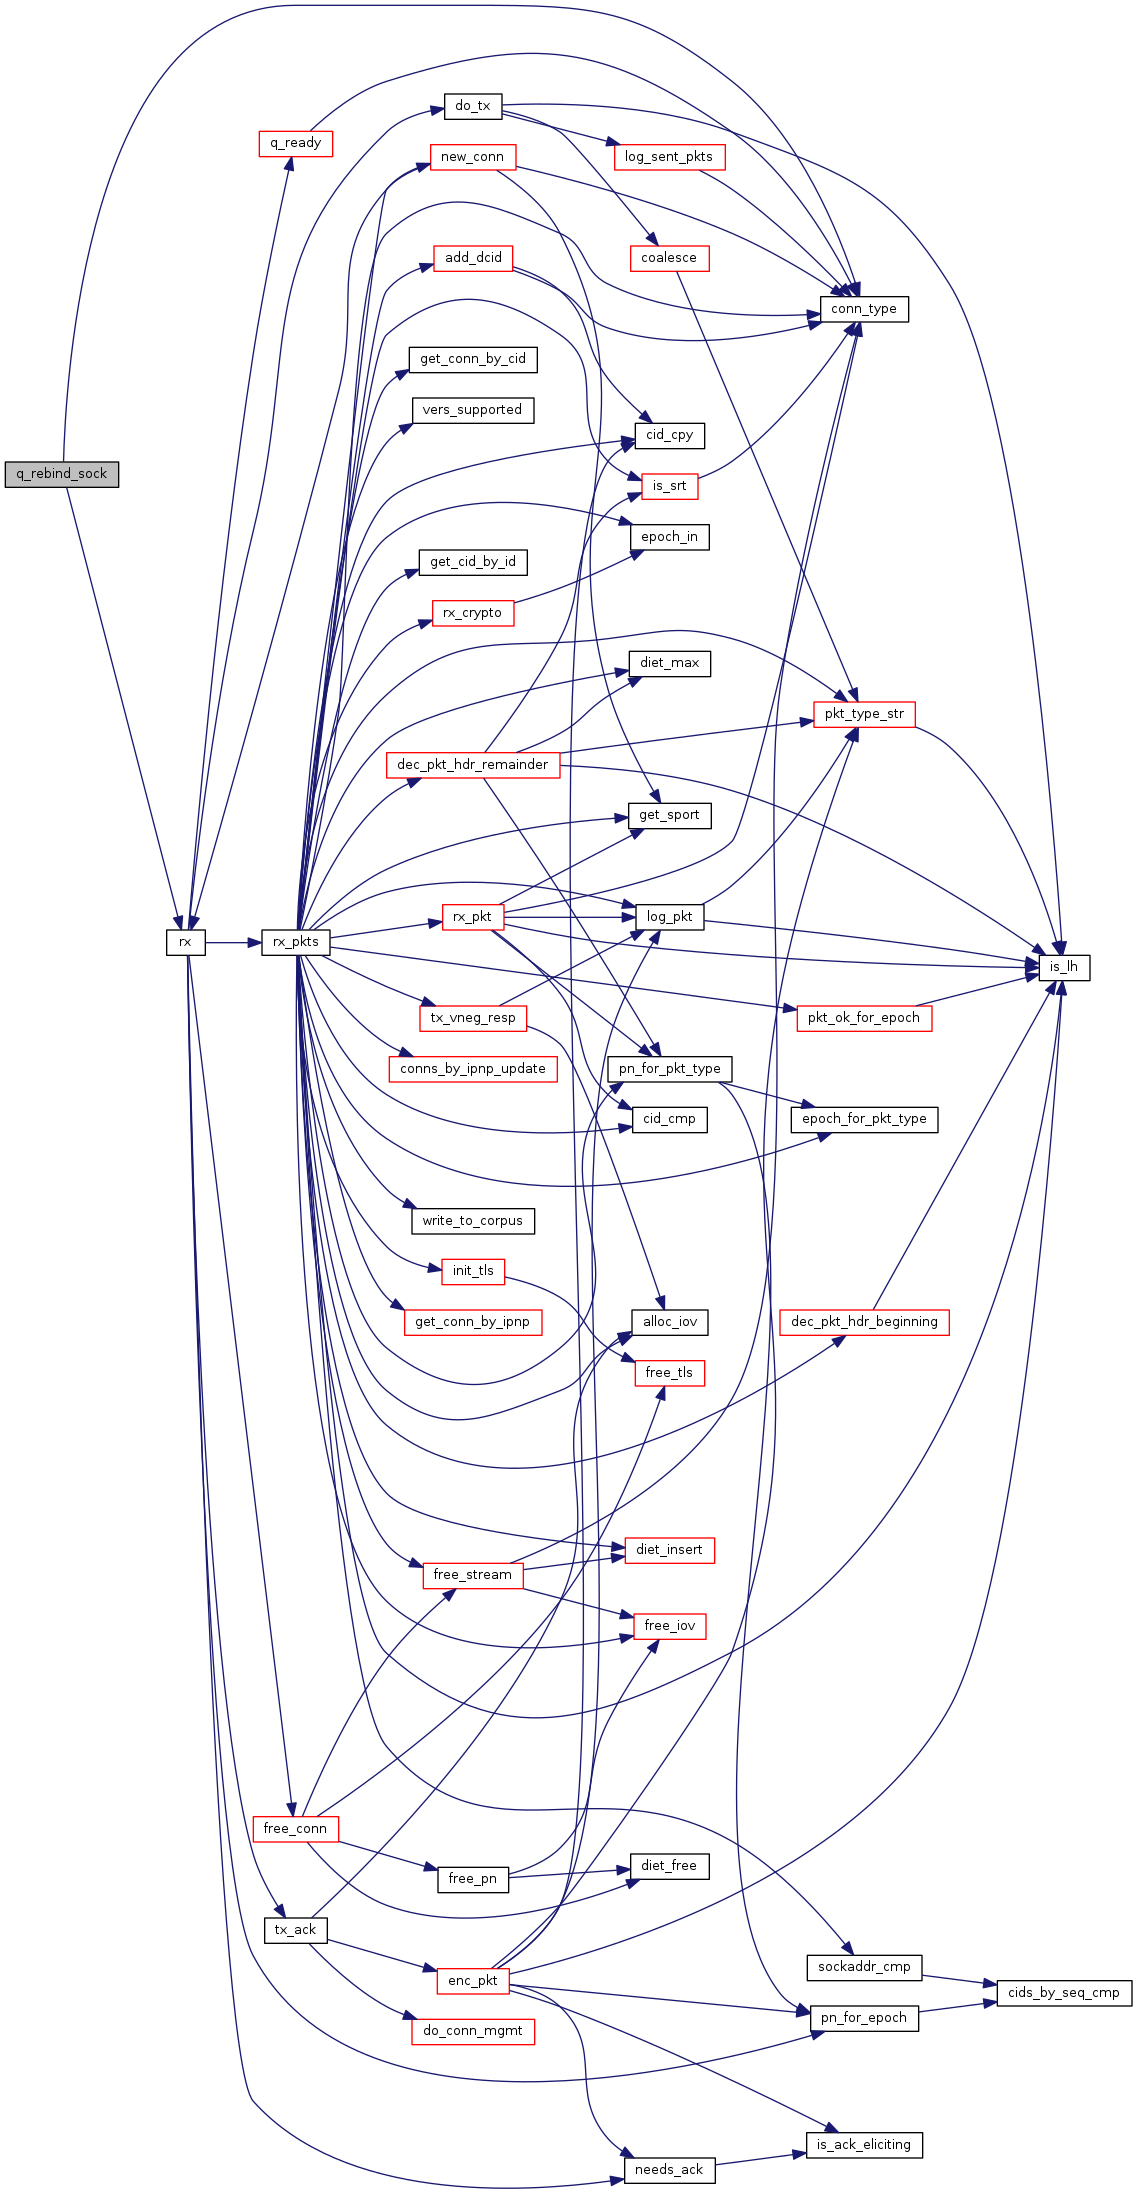 do_tx
q_ready
new_conn
log_sent_pkts
add_dcid
coalesce
conn_type
get_conn_by_cid
vers_supported
cid_cpy
q_rebind_sock
is_srt
epoch_in
get_cid_by_id
rx_crypto
diet_max
pkt_type_str
dec_pkt_hdr_remainder
get_sport
rx_pkt
log_pkt
rx
rx_pkts
is_lh
tx_vneg_resp
pkt_ok_for_epoch
conns_by_ipnp_update
pn_for_pkt_type
cid_cmp
epoch_for_pkt_type
write_to_corpus
init_tls
get_conn_by_ipnp
alloc_iov
dec_pkt_hdr_beginning
free_tls
diet_insert
free_stream
free_iov
free_conn
diet_free
free_pn
tx_ack
sockaddr_cmp
enc_pkt
cids_by_seq_cmp
pn_for_epoch
do_conn_mgmt
is_ack_eliciting
needs_ack